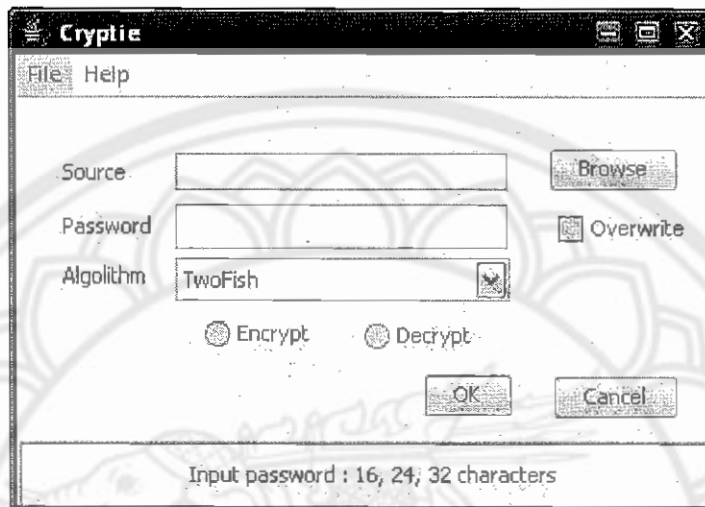 Cryptie
File Help
Source Browse
Password Overwrite
Algolithm TwoFish
Encrypt Decrypt
OK Cancel
Input password : 16, 24, 32 characters